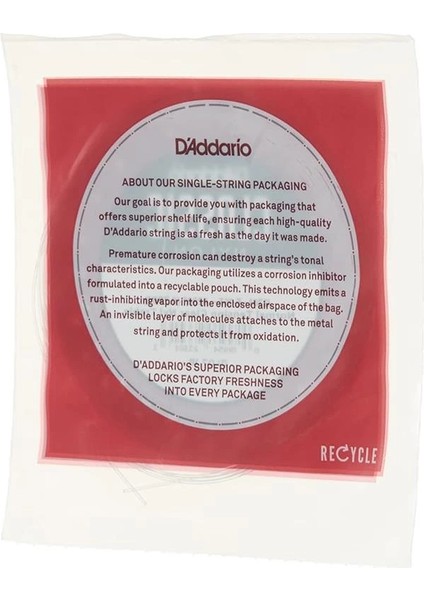 D'Addario
ABOUT OUR SINGLE-STRING PACKAGING
Our goal is to provide you with packaging that
offers superior shelf life, ensuring each high-quality
D'Addario string is as fresh as the day it was made.
Premature corrosion can destroy a string's tonal
characteristics. Our packaging utilizes a corrosion inhibitor
formulated into a recyclable pouch. This technology emits a
rust-inhibiting vapor into the enclosed airspace of the bag.
An invisible layer of molecules attaches to the metal
string and protects it from oxidation.
D'ADDARIO'S SUPERIOR PACKAGING
LOCKS FACTORY FRESHNESS
INTO EVERY PACKAGE
RECYCLE